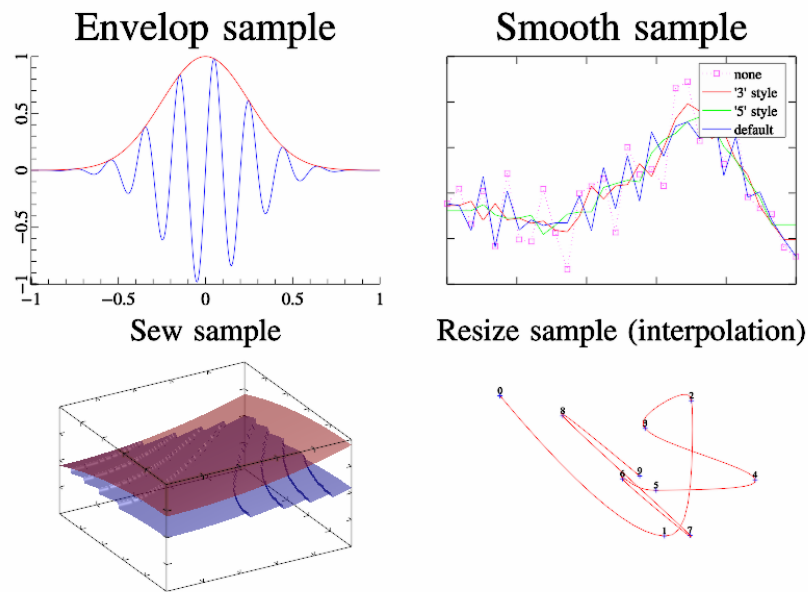 Envelop sample
Smooth sample
1
0.5
0
−0.5
−1
−1 −0.5 0 0.5 1
none
'3' style
'5' style
default
Sew sample
Resize sample (interpolation)
0
2
8
3
9
6
4
5
1
7